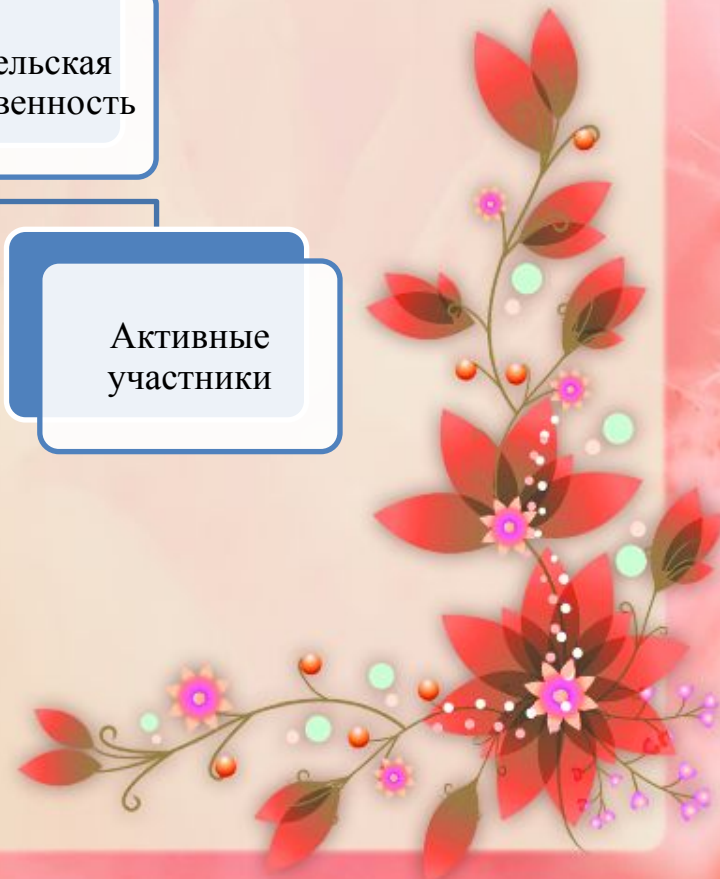 ельская
венность
Активные
участники